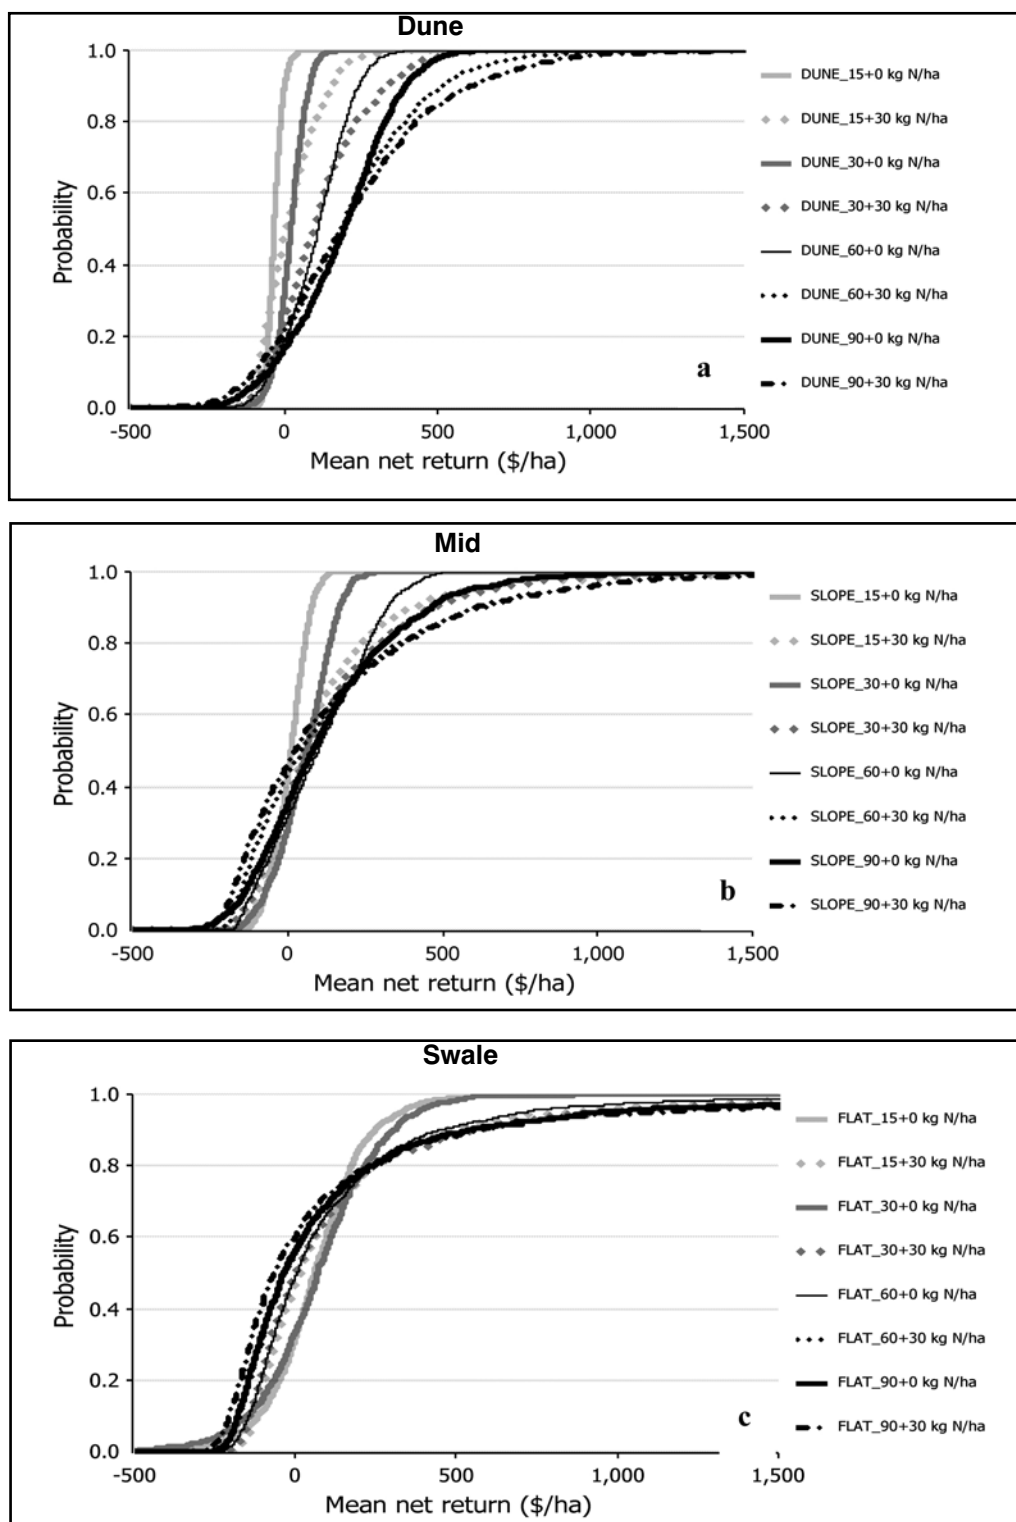 Dune
1.0
0.8
0.6
0.4
0.2
0.0
Probability
-500
0
500
1,000
1,500
Mean net return ($/ha)
a
DUNE_15+0 kg N/ha
DUNE_15+30 kg N/ha
DUNE_30+0 kg N/ha
DUNE_30+30 kg N/ha
DUNE_60+0 kg N/ha
DUNE_60+30 kg N/ha
DUNE_90+0 kg N/ha
DUNE_90+30 kg N/ha
Mid
1.0
0.8
0.6
0.4
0.2
0.0
Probability
-500
0
500
1,000
1,500
Mean net return ($/ha)
b
SLOPE_15+0 kg N/ha
SLOPE_15+30 kg N/ha
SLOPE_30+0 kg N/ha
SLOPE_30+30 kg N/ha
SLOPE_60+0 kg N/ha
SLOPE_60+30 kg N/ha
SLOPE_90+0 kg N/ha
SLOPE_90+30 kg N/ha
Swale
1.0
0.8
0.6
0.4
0.2
0.0
Probability
-500
0
500
1,000
1,500
Mean net return ($/ha)
c
FLAT_15+0 kg N/ha
FLAT_15+30 kg N/ha
FLAT_30+0 kg N/ha
FLAT_30+30 kg N/ha
FLAT_60+0 kg N/ha
FLAT_60+30 kg N/ha
FLAT_90+0 kg N/ha
FLAT_90+30 kg N/ha